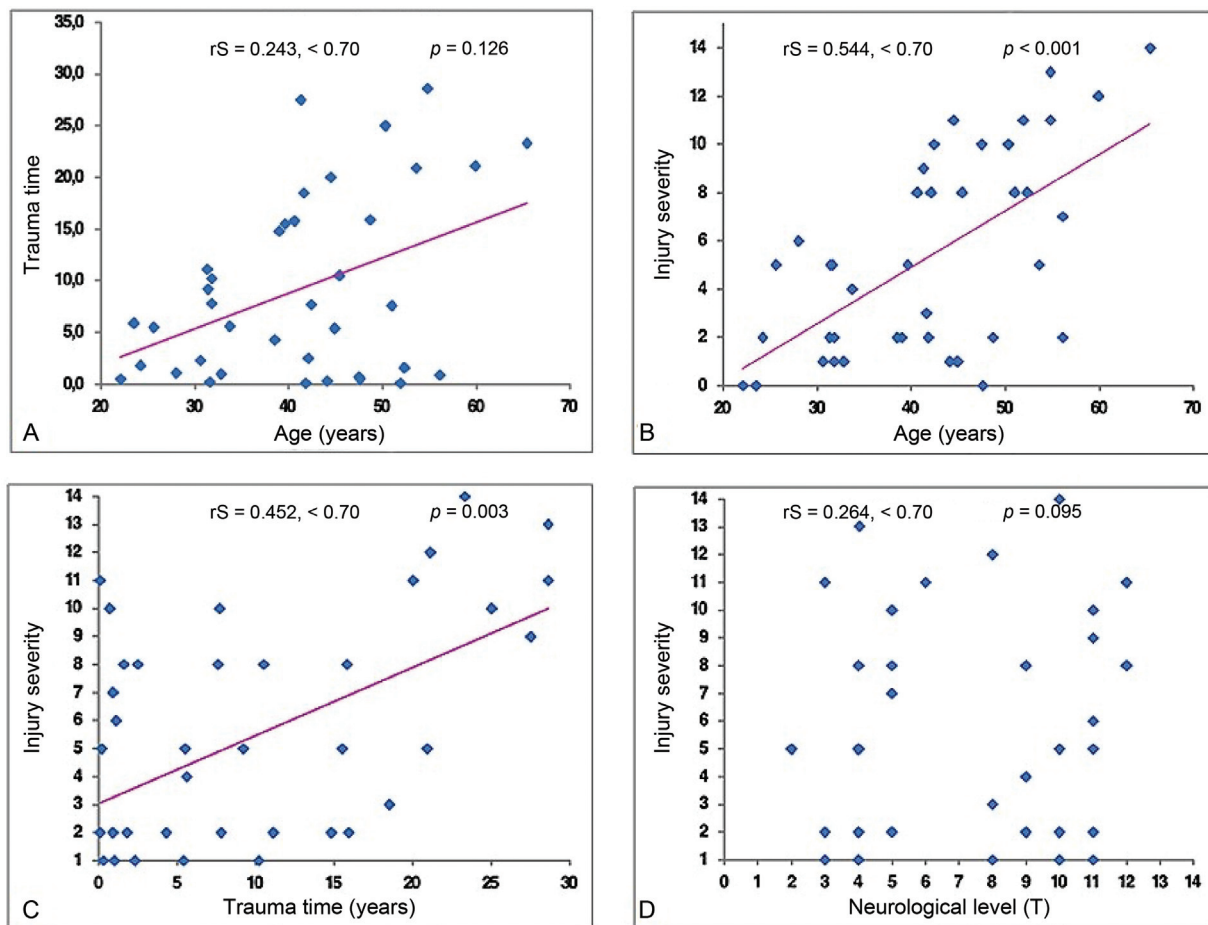 35,0
30,0
25,0
20,0
15,0
10,0
5,0
0,0
Trauma time
rS = 0.243, < 0.70 p = 0.126
20 30 40 50 60 70
A Age (years)
14
12
10
8
6
4
2
0
Injury severity
rS = 0.544, < 0.70 p < 0.001
20 30 40 50 60 70
B Age (years)
14
13
12
11
10
9
8
7
6
5
4
3
2
1
Injury severity
rS = 0.452, < 0.70 p = 0.003
0 5 10 15 20 25 30
C Trauma time (years)
14
13
12
11
10
9
8
7
6
5
4
3
2
1
Injury severity
rS = 0.264, < 0.70 p = 0.095
0 1 2 3 4 5 6 7 8 9 10 11 12 13 14
D Neurological level (T)